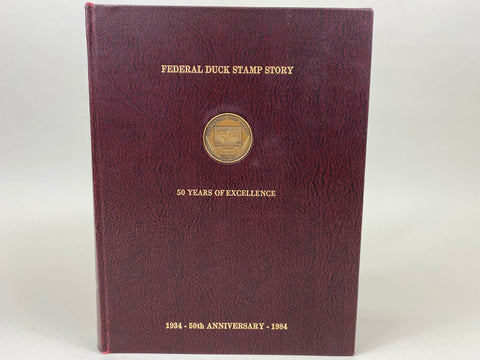 FEDERAL DUCK STAMP STORY
50 YEARS OF EXCELLENCE
1934 - 50th ANNIVERSARY - 1984